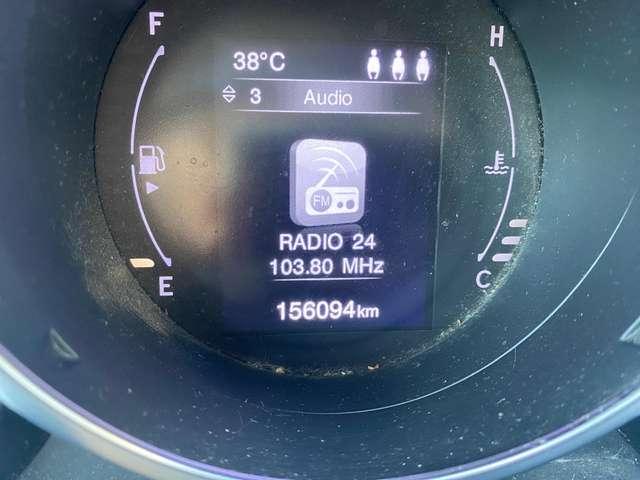 F
H
38°C
3 Audio
FM
RADIO 24
103.80 MHz
E
C
156094km